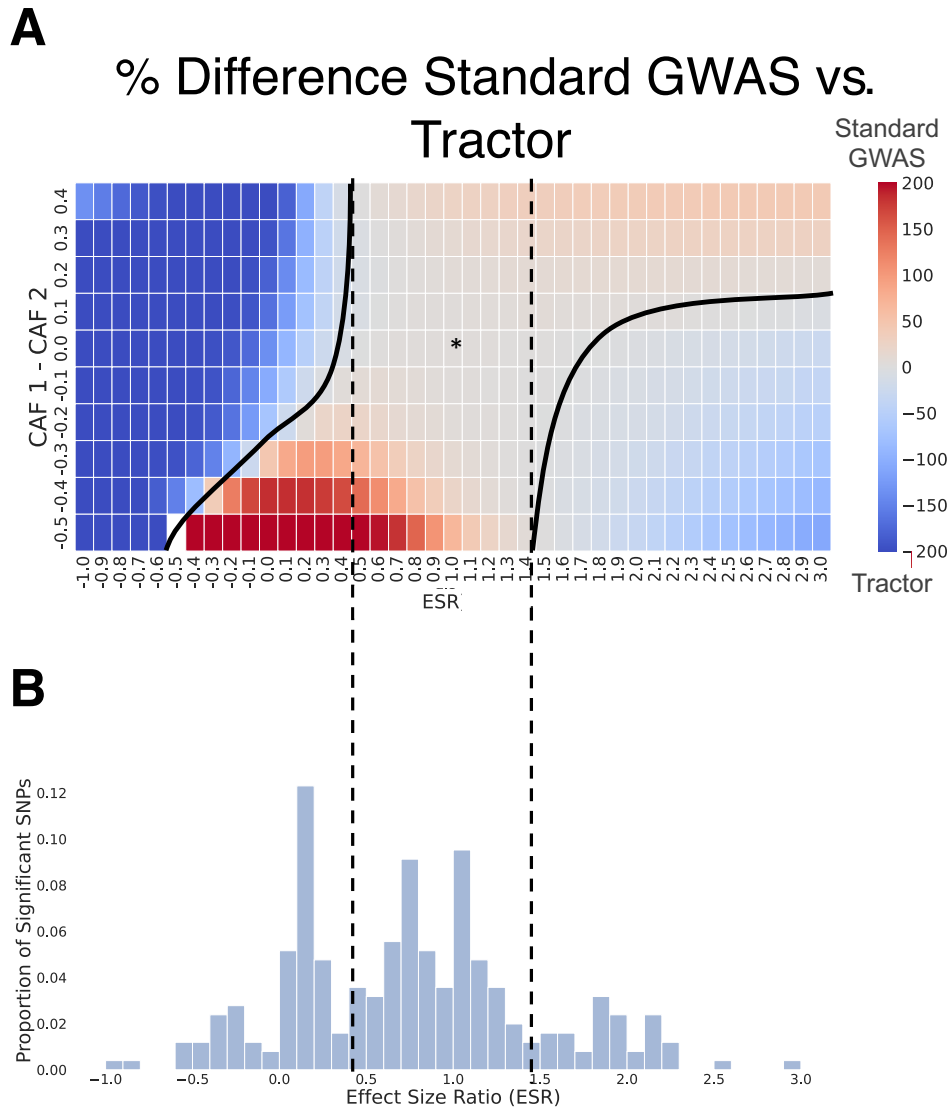 A
% Difference Standard GWAS vs.
Tractor
Standard
GWAS
CAF 1 - CAF 2
0.4
0.3
0.2
0.1
0.0
-0.1
-0.2
-0.3
-0.4
-0.5
*
200
150
100
50
0
−50
−100
−150
−200
Tractor
-1.0 -0.9 -0.8 -0.7 -0.6 -0.5 -0.4 -0.3 -0.2 -0.1 0.0 0.1 0.2 0.3 0.4 0.5 0.6 0.7 0.8 0.9 1.0 1.1 1.2 1.3 1.4 1.5 1.6 1.7 1.8 1.9 2.0 2.1 2.2 2.3 2.4 2.5 2.6 2.7 2.8 2.9 3.0
ESR
B
Proportion of Significant SNPs
0.12
0.10
0.08
0.06
0.04
0.02
0.00
−1.0 −0.5 0.0 0.5 1.0 1.5 2.0 2.5 3.0
Effect Size Ratio (ESR)